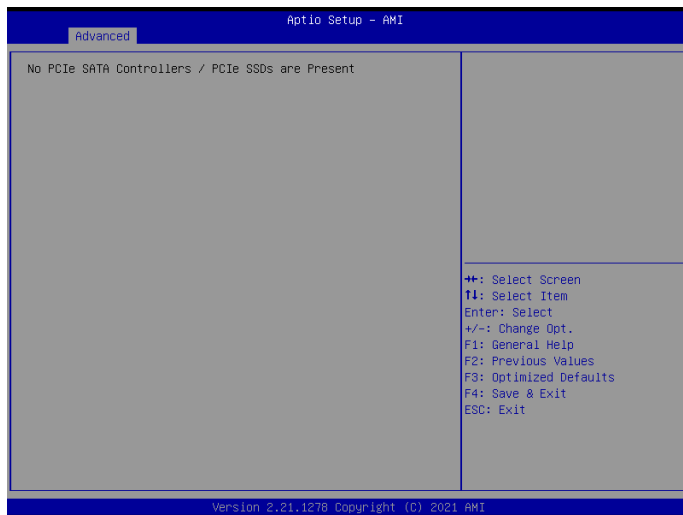 Aptio Setup – AMI
Advanced
No PCIe SATA Controllers / PCIe SSDs are Present
→←: Select Screen
↑↓: Select Item
Enter: Select
+/-: Change Opt.
F1: General Help
F2: Previous Values
F3: Optimized Defaults
F4: Save & Exit
ESC: Exit
Version 2.21.1278 Copyright (C) 2021 AMI